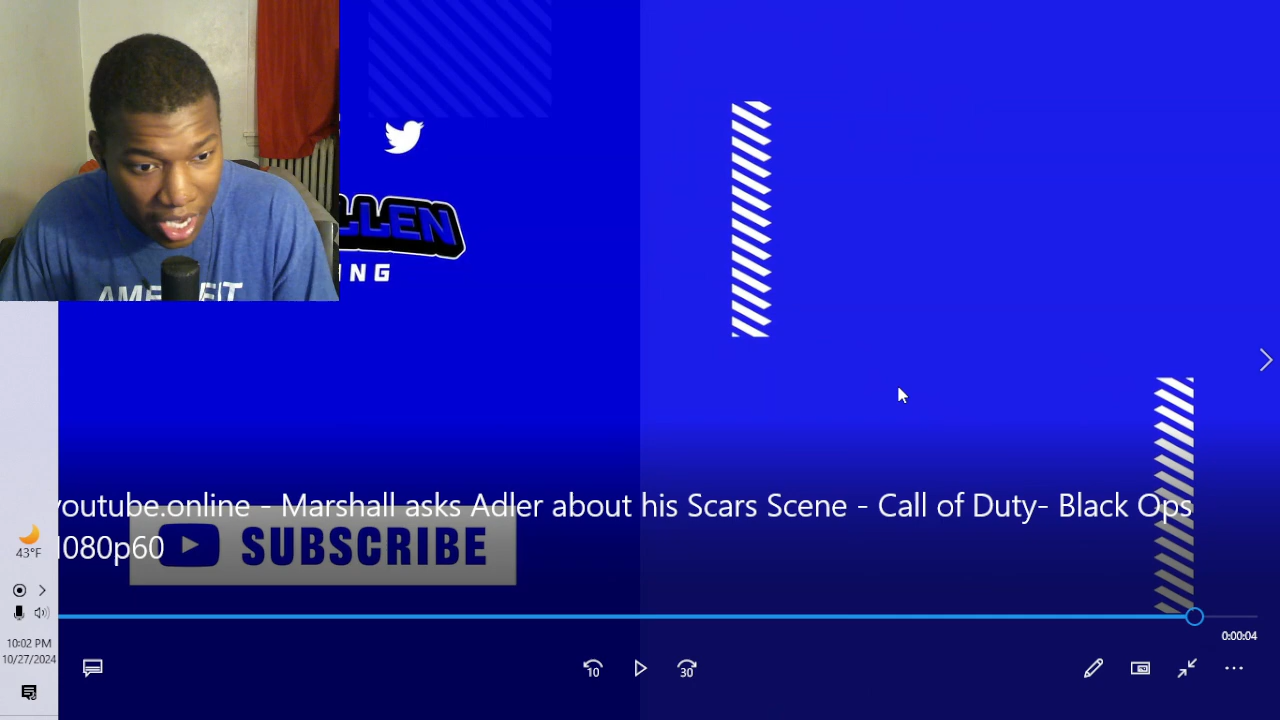 LLEN
ING
youtube.online - Marshall asks Adler about his Scars Scene - Call of Duty- Black Ops
1080p60
SUBSCRIBE
43°F
10:02 PM
10/27/2024
0:00:04
10
30